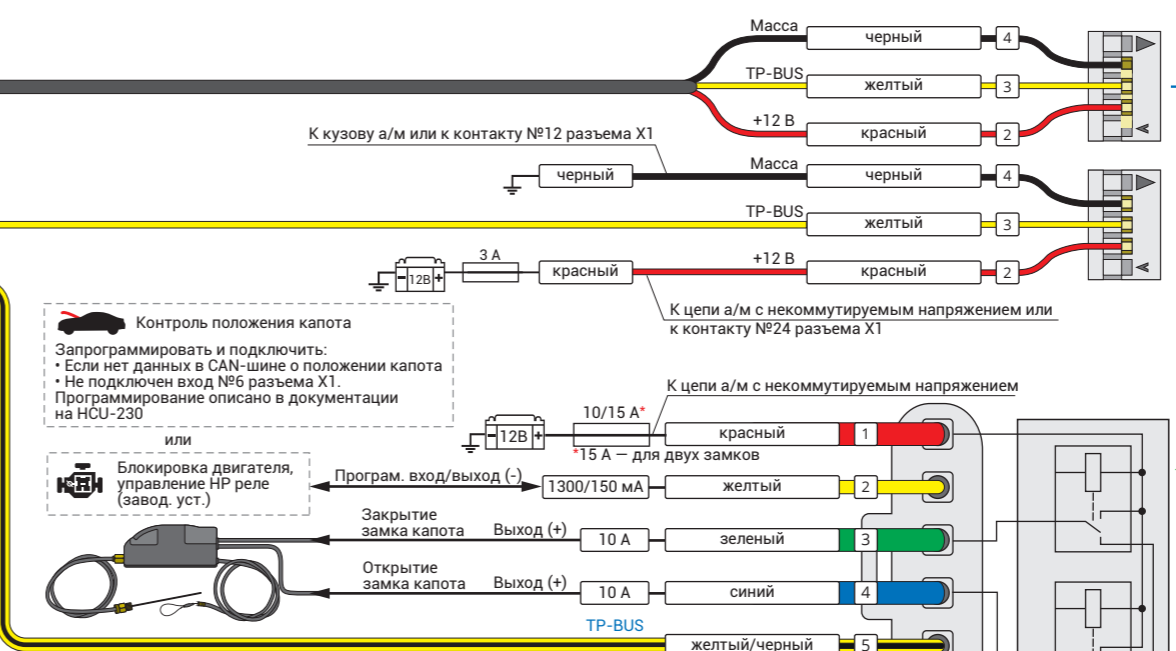 Масса
черный
4
TP-BUS
желтый
3
+12 В
красный
2
К кузову а/м или к контакту №12 разъема X1
Масса
черный
черный
4
TP-BUS
желтый
3
+12 В
3 А
12В
красный
красный
2
К цепи а/м с некоммутируемым напряжением или
к контакту №24 разъема X1
Контроль положения капота
Запрограммировать и подключить:
• Если нет данных в CAN-шине о положении капота
• Не подключен вход №6 разъема X1.
Программирование описано в документации
на HCU-230
или
Блокировка двигателя,
управление НР реле
(завод. уст.)
К цепи а/м с некоммутируемым напряжением
10/15 А*
12В
красный
1
*15 А — для двух замков
Програм. вход/выход (-)
1300/150 мА
желтый
2
Закрытие
замка капота
Выход (+)
10 А
зеленый
3
Открытие
замка капота
Выход (+)
10 А
синий
4
TP-BUS
желтый/черный
5